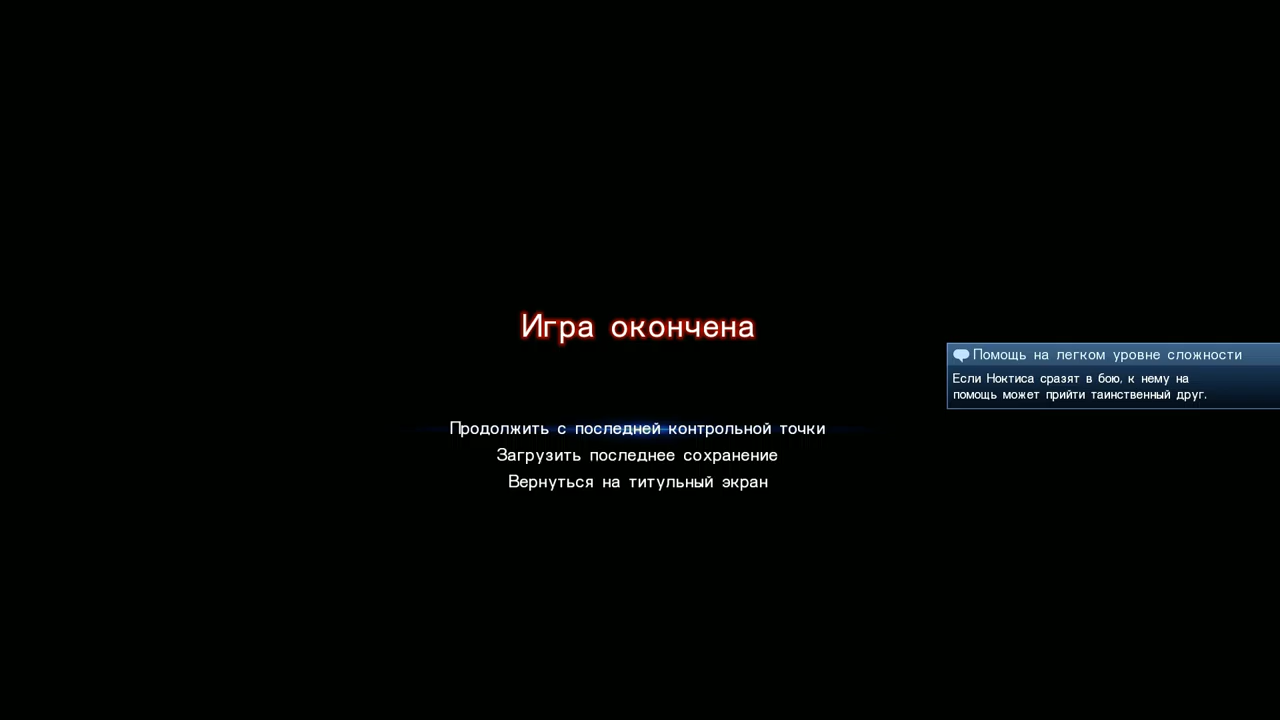 Игра окончена
Помощь на легком уровне сложности
Если Ноктиса сразят в бою, к нему на
помощь может прийти таинственный друг.
Продолжить с последней контрольной точки
Загрузить последнее сохранение
Вернуться на титульный экран